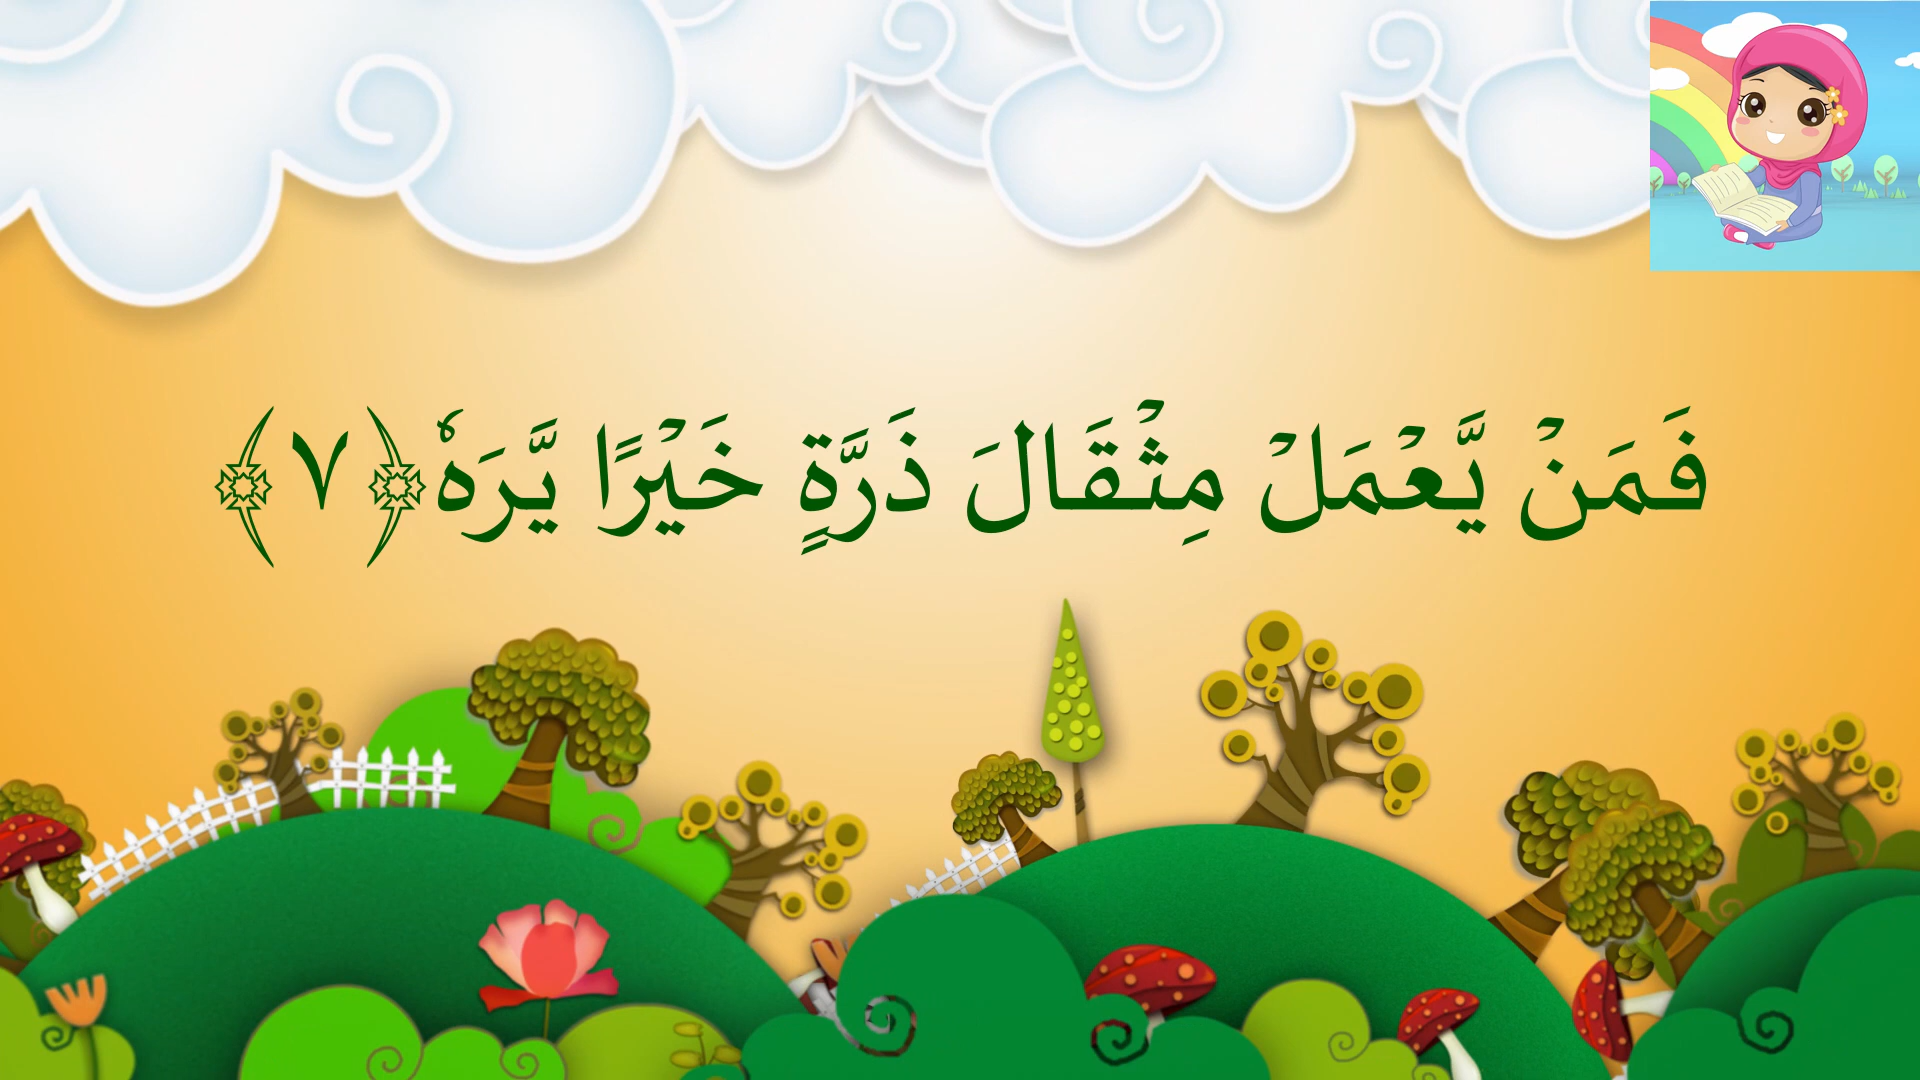 فَمَنْ يَّعْمَلْ مِثْقَالَ ذَرَّةٍ خَيْرًا يَّرَهٗ﴿٧﴾